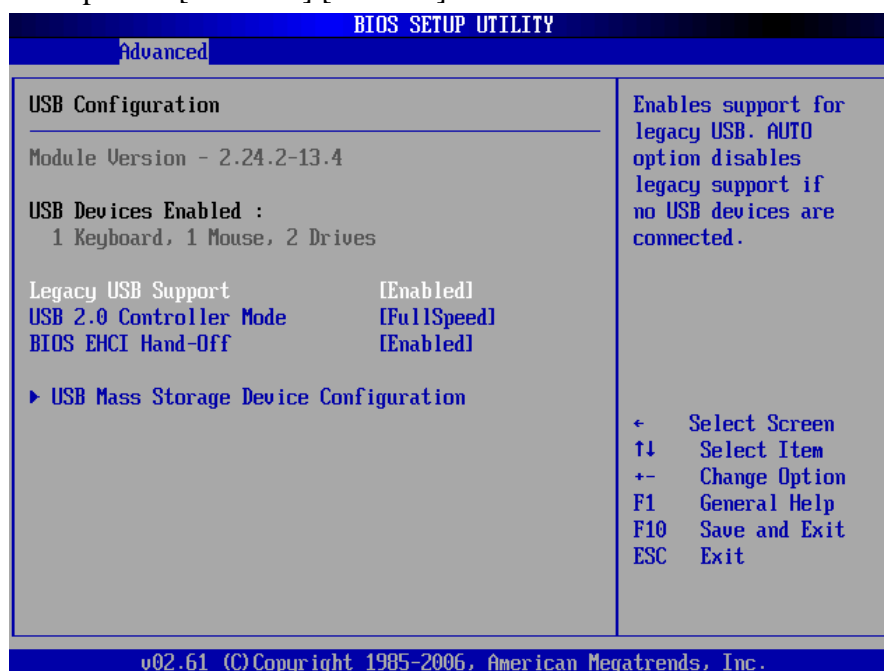 BIOS SETUP UTILITY
Advanced
USB Configuration
Module Version - 2.24.2-13.4
USB Devices Enabled :
1 Keyboard, 1 Mouse, 2 Drives
Legacy USB Support [Enabled]
USB 2.0 Controller Mode [FullSpeed]
BIOS EHCI Hand-Off [Enabled]
▶ USB Mass Storage Device Configuration
Enables support for
legacy USB. AUTO
option disables
legacy support if
no USB devices are
connected.
← Select Screen
↑↓ Select Item
+- Change Option
F1 General Help
F10 Save and Exit
ESC Exit
v02.61 (C)Copyright 1985-2006, American Megatrends, Inc.